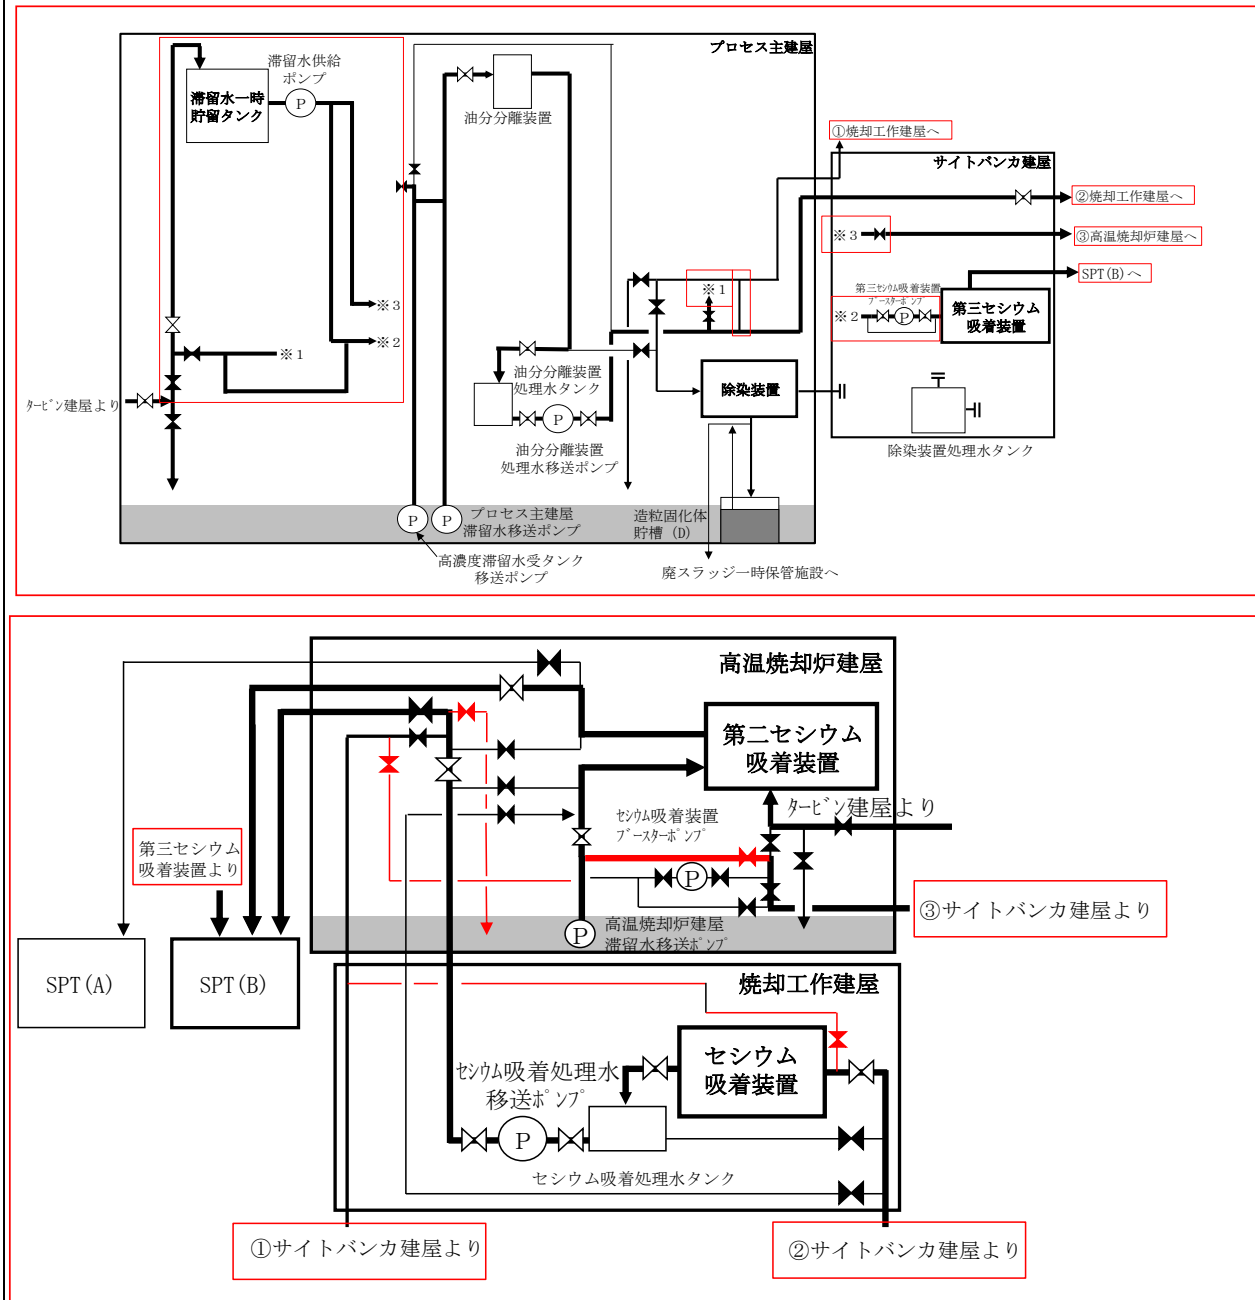 プロセス主建屋
滞留水供給
ポンプ
滞留水一時
貯留タンク
P
油分分離装置
①焼却工作建屋へ
サイトバンカ建屋
②焼却工作建屋へ
※3
③高温焼却炉建屋へ
SPT(B)へ
第三セシウム吸着装置
ブースターポンプ
※2
P
第三セシウム
吸着装置
※1
※3
※2
※1
タービン建屋より
油分分離装置
処理水タンク
P
油分分離装置
処理水移送ポンプ
除染装置
除染装置処理水タンク
P
P
プロセス主建屋
滞留水移送ポンプ
造粒固化体
貯槽(D)
高濃度滞留水受タンク
移送ポンプ
廃スラッジ一時保管施設へ
高温焼却炉建屋
第二セシウム
吸着装置
タービン建屋より
セシウム吸着装置
ブースターポンプ
P
第三セシウム
吸着装置より
③サイトバンカ建屋より
P
高温焼却炉建屋
滞留水移送ポンプ
SPT(A)
SPT(B)
焼却工作建屋
セシウム
吸着装置
セシウム吸着処理水
移送ポンプ
P
セシウム吸着処理水タンク
①サイトバンカ建屋より
②サイトバンカ建屋より